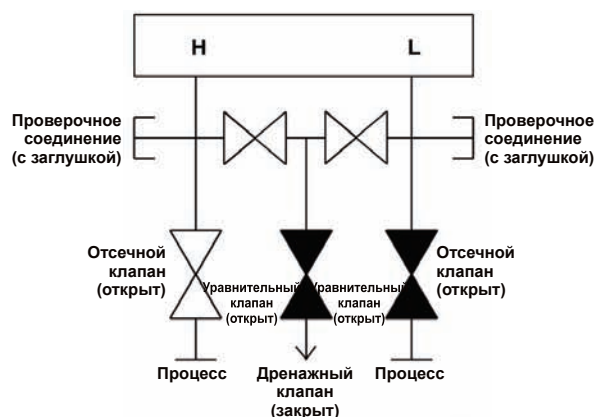 H
L
Проверочное
соединение
(с заглушкой)
Проверочное
соединение
(с заглушкой)
Отсечной
клапан
(открыт)
Уравнительный
клапан
(открыт)
Уравнительный
клапан
(открыт)
Отсечной
клапан
(открыт)
Процесс
Дренажный
клапан
(закрыт)
Процесс